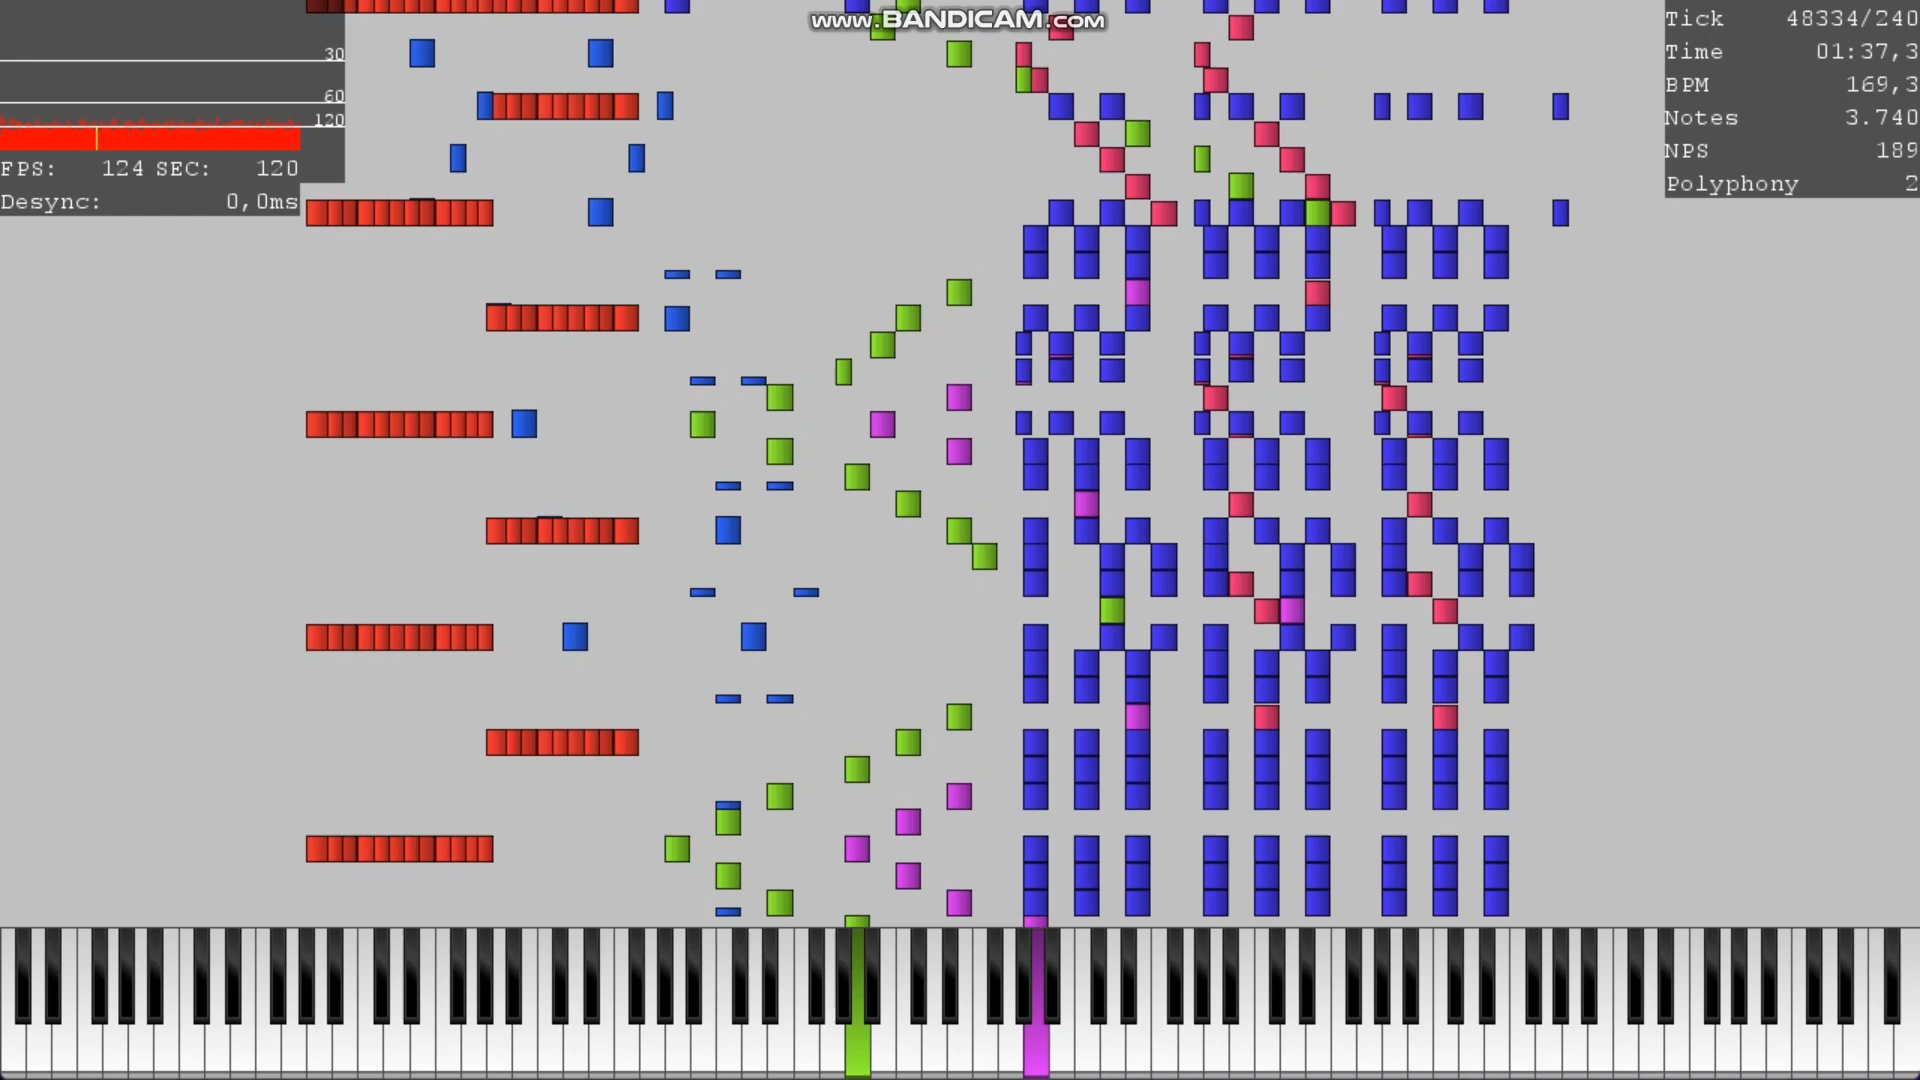 www.BANDICAM.com
30
60
120
FPS: 124 SEC: 120
Desync: 0,0ms
Tick 48334/240
Time 01:37,3
BPM 169,3
Notes 3.740
NPS 189
Polyphony 2